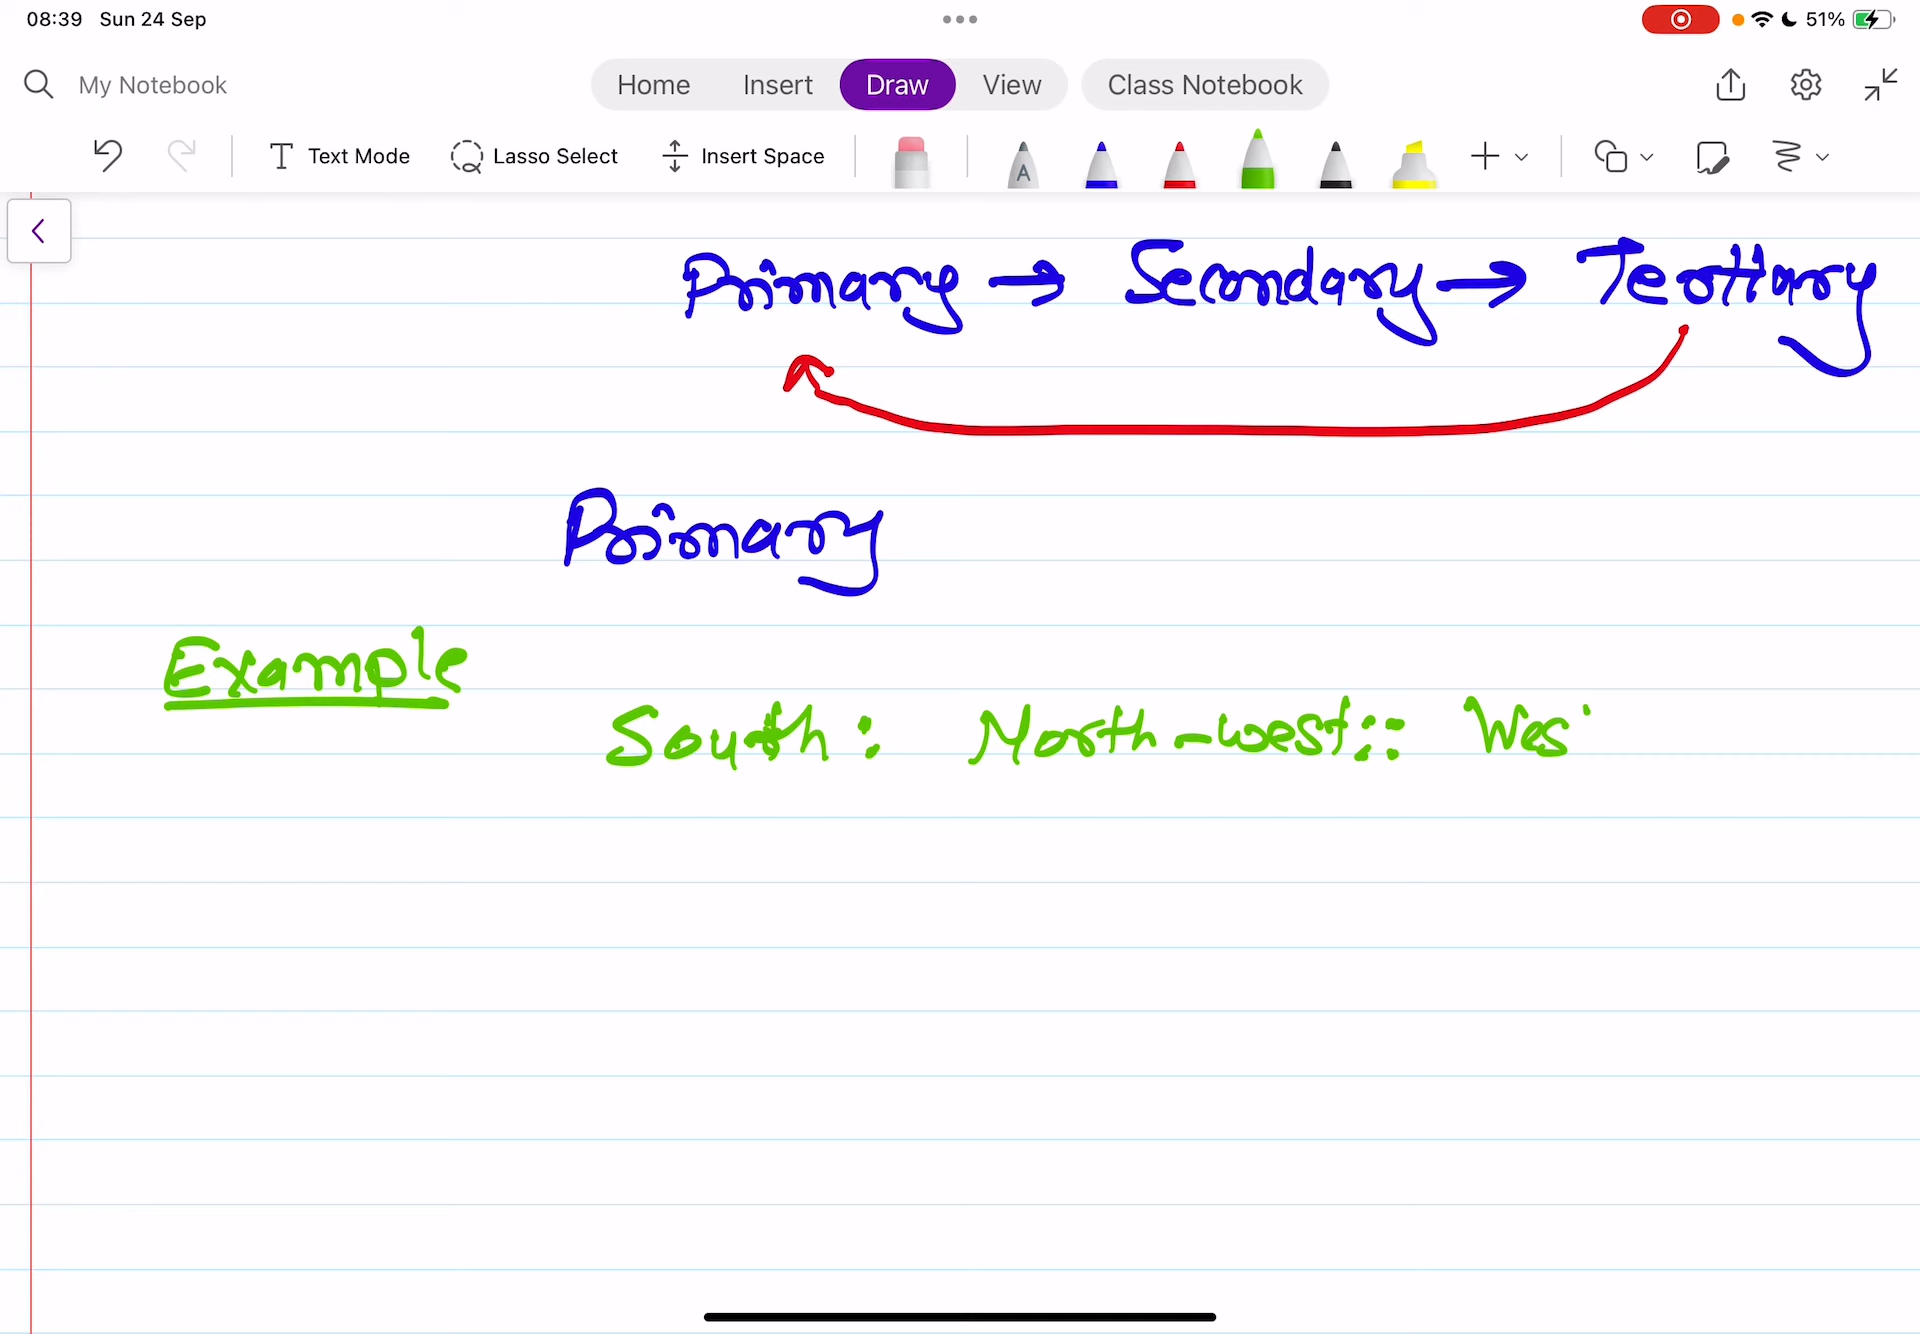 08:39 Sun 24 Sep
51%
My Notebook
Home Insert Draw View Class Notebook
Text Mode Lasso Select Insert Space A
Primary → Secondary → Tertiary
Primary
Example
South : North-west :: Wes